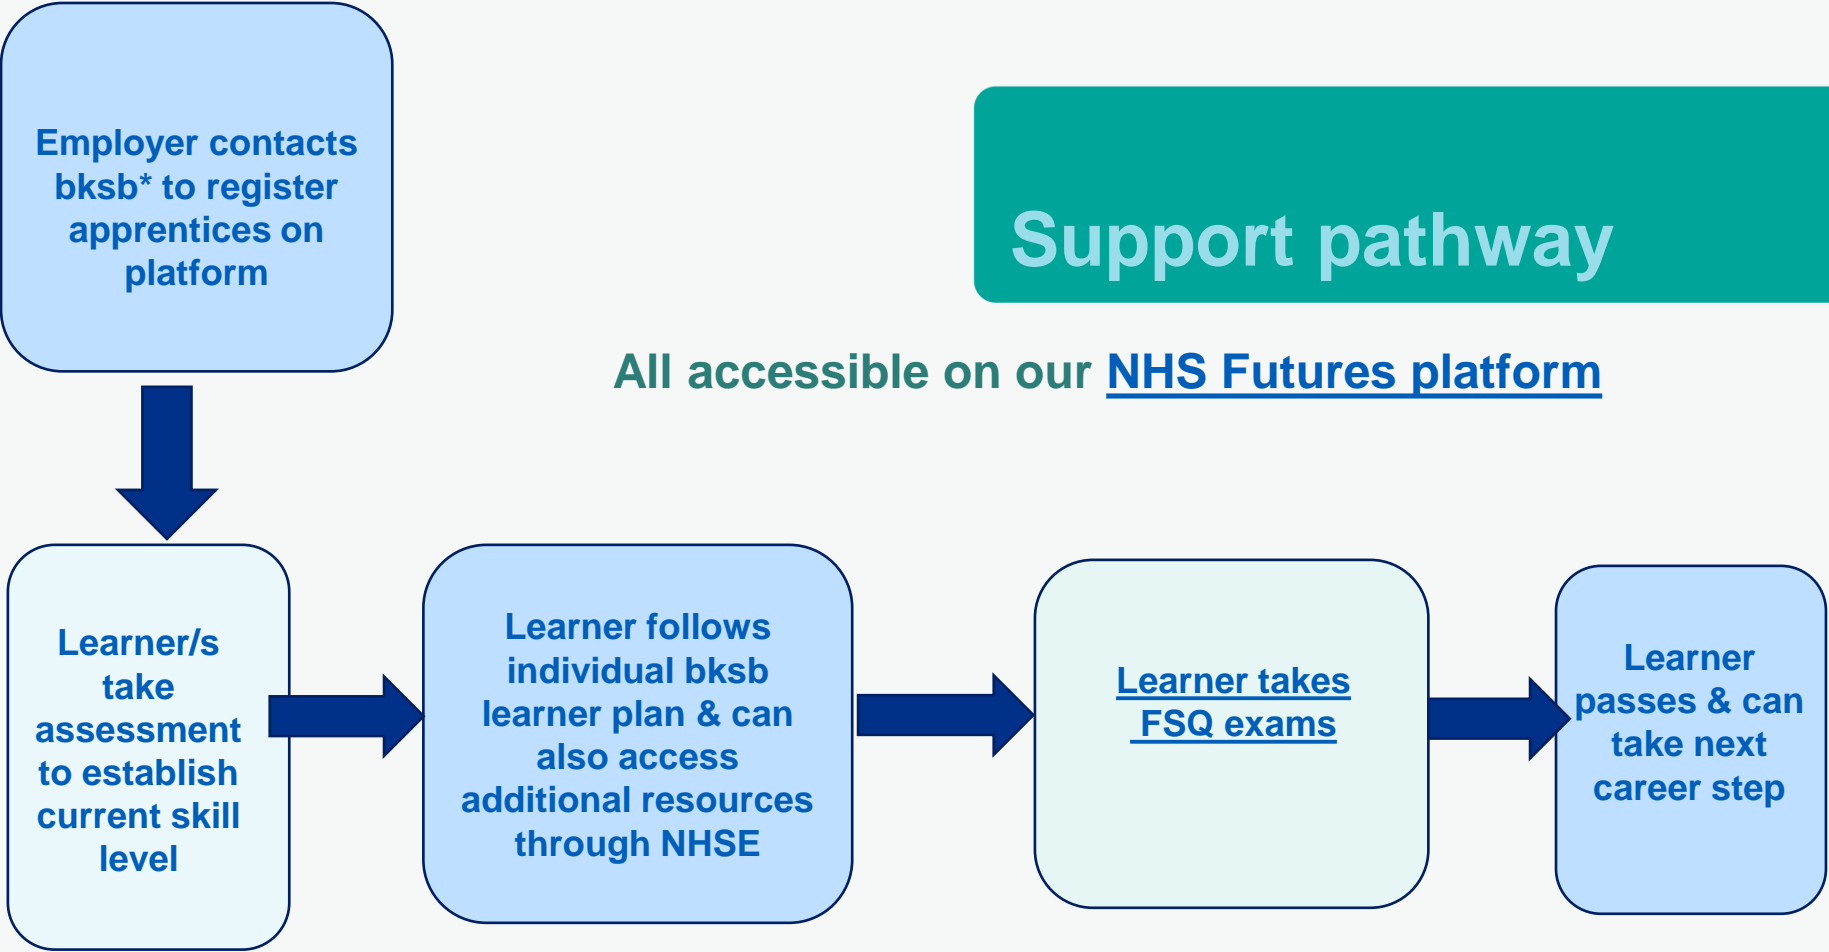 Employer contacts
bksb* to register
apprentices on
platform
Support pathway
All accessible on our NHS Futures platform
Learner/s
take
assessment
to establish
current skill
level
Learner follows
individual bksb
learner plan & can
also access
additional resources
through NHSE
Learner takes
FSQ exams
Learner
passes & can
take next
career step